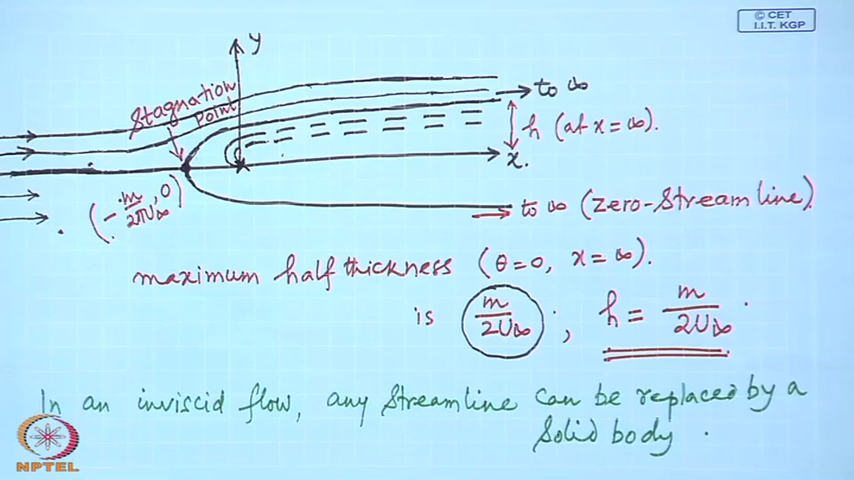 © CET
I.I.T. KGP
y
Stagnation
Point
to ∞
h (at x = ∞).
x.
(-m/2πU∞, 0)
to ∞ (Zero-Streamline)
maximum half thickness (θ=0, x=∞).
is m/2U∞ ; h = m/2U∞.
In an inviscid flow, any streamline can be replaced by a
solid body.
NPTEL